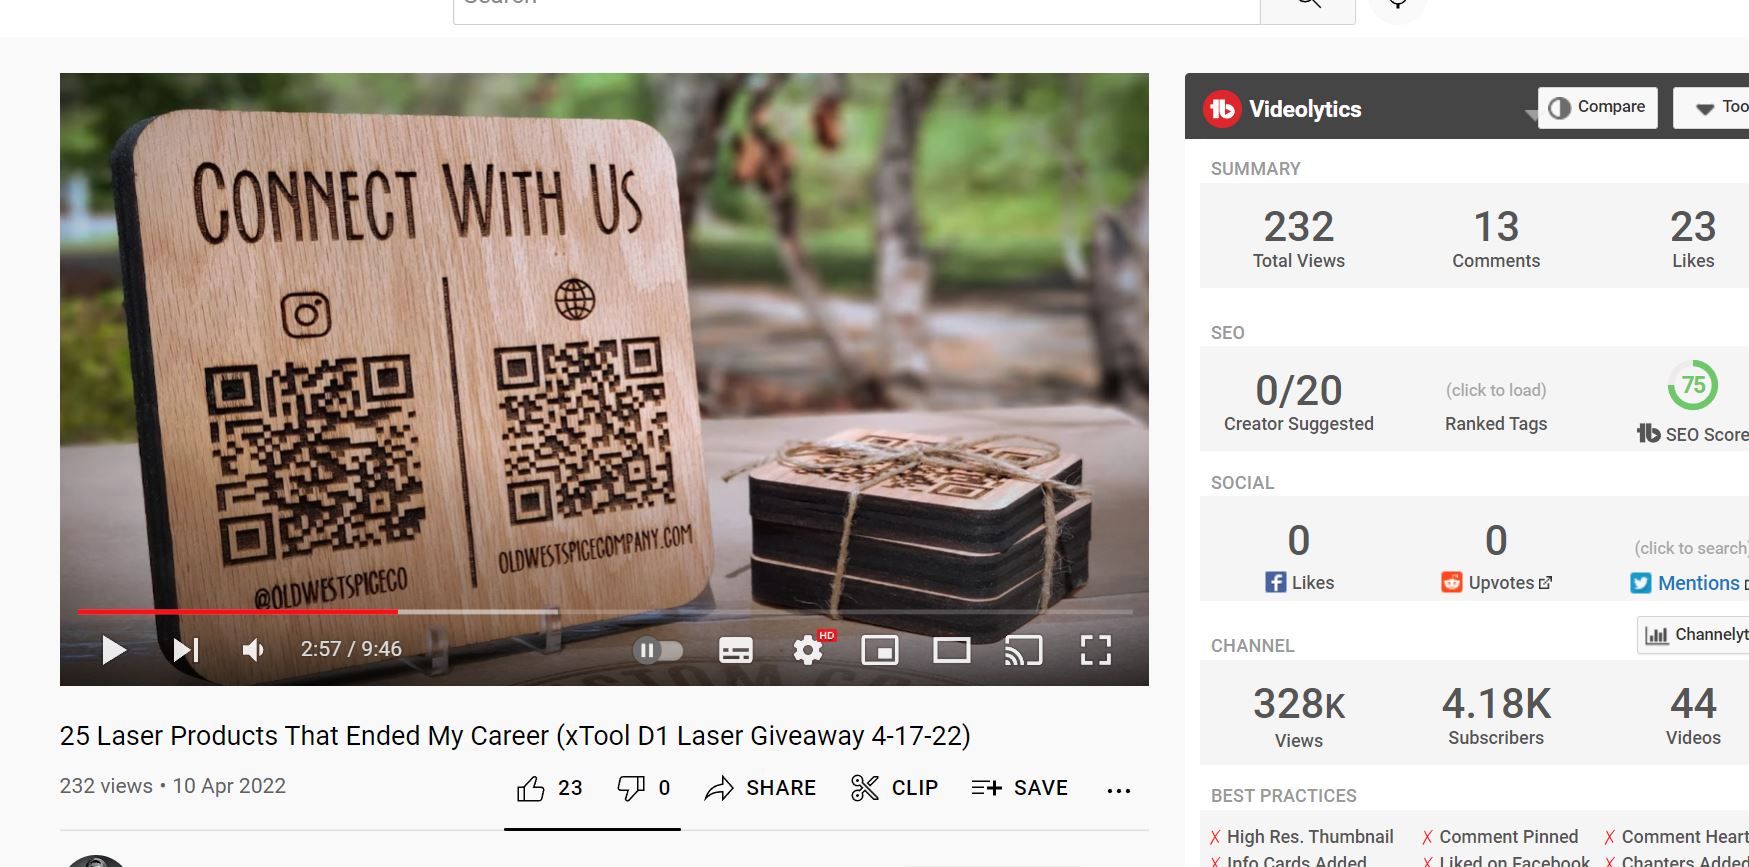 Search
CONNECT WITH US
@OLDWESTSPICECO
OLDWESTSPICECOMPANY.COM
2:57 / 9:46
HD
25 Laser Products That Ended My Career (xTool D1 Laser Giveaway 4-17-22)
232 views • 10 Apr 2022
23
0
SHARE
CLIP
SAVE
Videolytics
Compare
Too
SUMMARY
232
13
23
Total Views
Comments
Likes
SEO
0/20
(click to load)
75
Creator Suggested
Ranked Tags
SEO Score
SOCIAL
0
0
(click to search)
Likes
Upvotes
Mentions
CHANNEL
Channelyt
328K
4.18K
44
Views
Subscribers
Videos
BEST PRACTICES
X High Res. Thumbnail
X Comment Pinned
X Comment Heart
X Info Cards Added
X Liked on Facebook
X Chapters Added